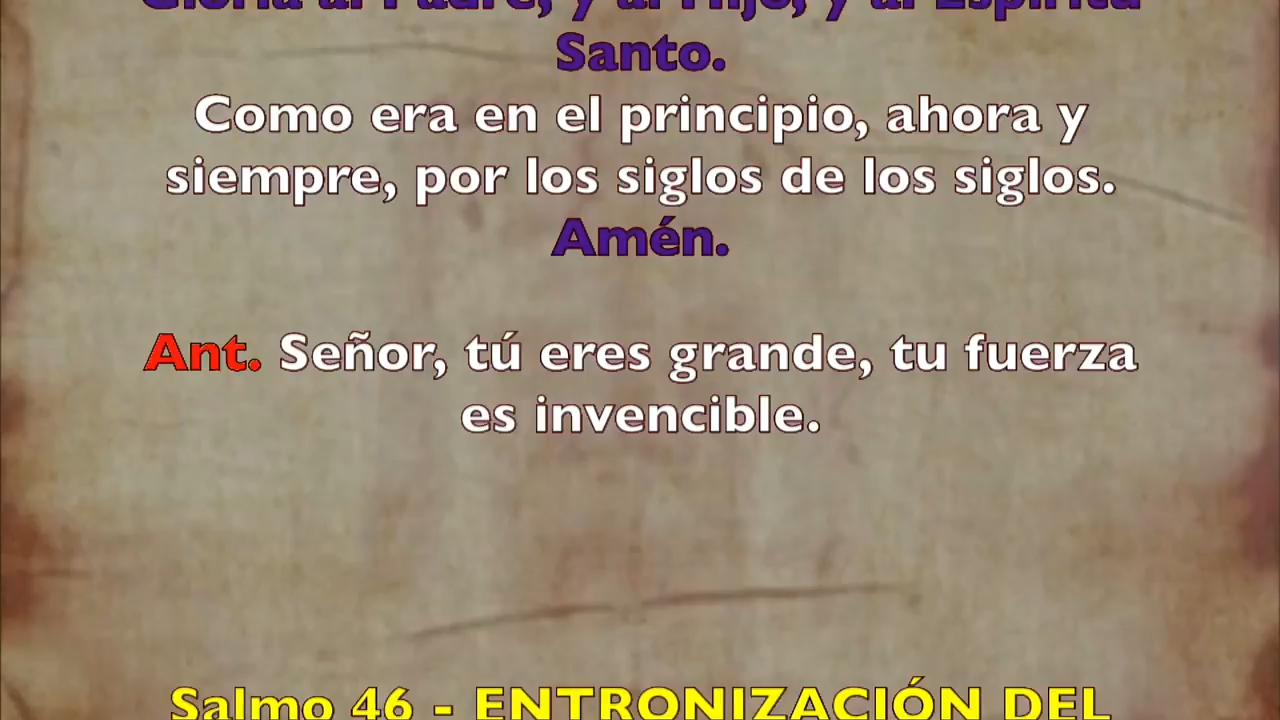 Gloria al Padre, y al Hijo, y al Espíritu
Santo.
Como era en el principio, ahora y
siempre, por los siglos de los siglos.
Amén.
Ant. Señor, tú eres grande, tu fuerza
es invencible.
Salmo 46 - ENTRONIZACIÓN DEL